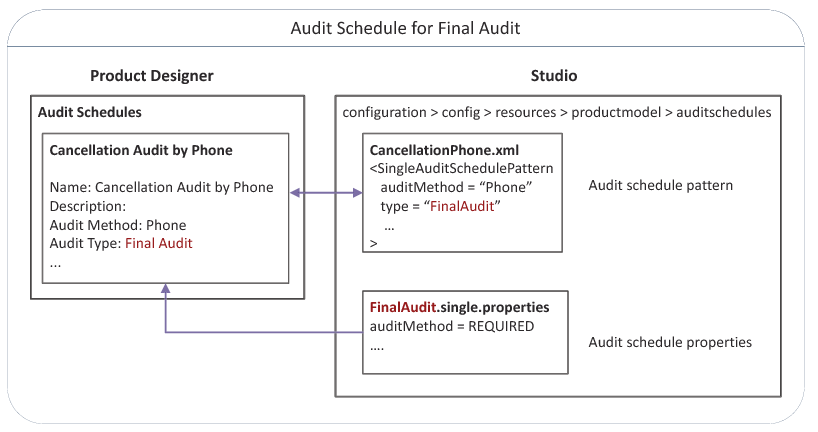 Audit Schedule for Final Audit
Product Designer
Audit Schedules
Cancellation Audit by Phone
Name: Cancellation Audit by Phone
Description:
Audit Method: Phone
Audit Type: Final Audit
...
Studio
configuration > config > resources > productmodel > auditschedules
CancellationPhone.xml
<SingleAuditSchedulePattern
auditMethod = “Phone”
type = “FinalAudit”
...
>
Audit schedule pattern
FinalAudit.single.properties
auditMethod = REQUIRED
....
Audit schedule properties